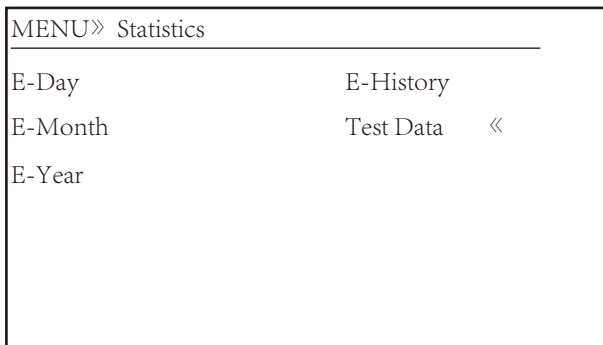 MENU》 Statistics
E-Day E-History
E-Month Test Data 《
E-Year